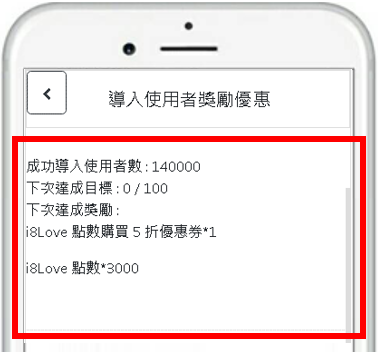 導入使用者獎勵優惠
成功導入使用者數 : 140000
下次達成目標 : 0 / 100
下次達成獎勵 :
i8Love 點數購買 5 折優惠券*1
i8Love 點數*3000